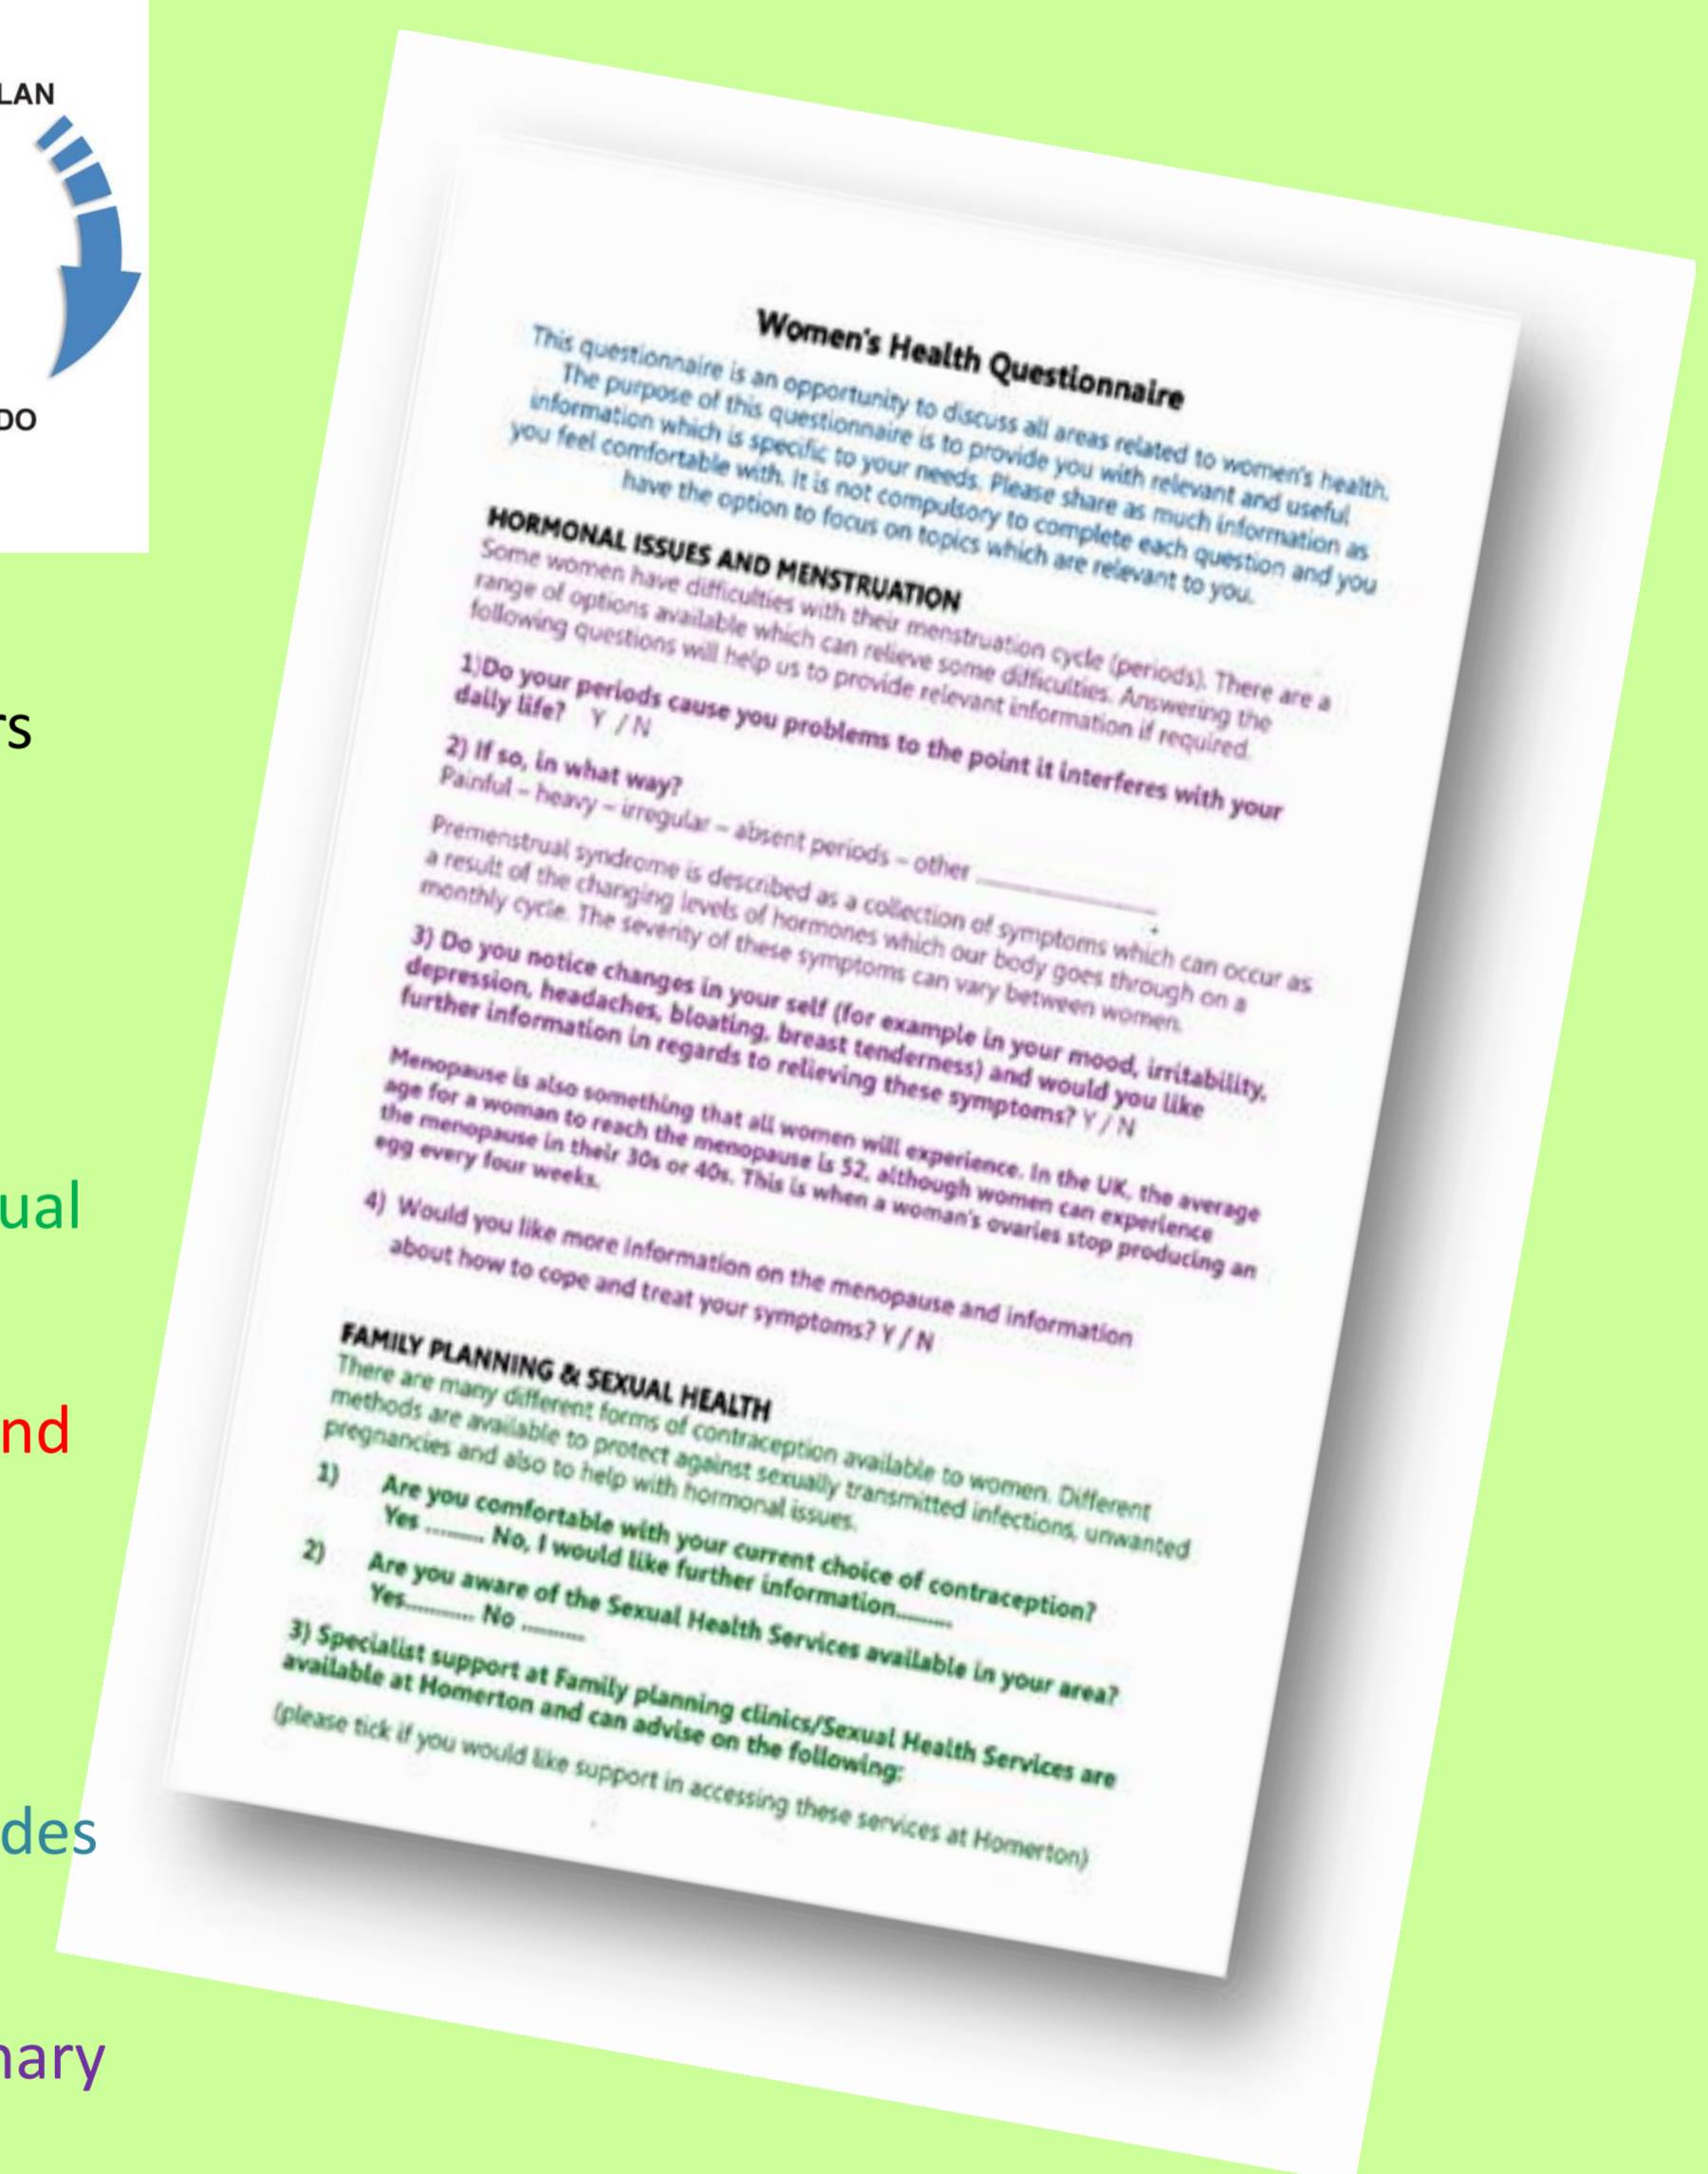 LAN
DO
rs
ual
nd
des
nary
Women's Health Questionnaire
This questionnaire is an opportunity to discuss all areas related to women's health.
The purpose of this questionnaire is to provide you with relevant and useful
information which is specific to your needs. Please share as much information as
you feel comfortable with. It is not compulsory to complete each question and you
have the option to focus on topics which are relevant to you.
HORMONAL ISSUES AND MENSTRUATION
Some women have difficulties with their menstruation cycle (periods). There are a
range of options available which can relieve some difficulties. Answering the
following questions will help us to provide relevant information if required.
1)Do your periods cause you problems to the point it interferes with your
daily life? Y / N
2) If so, in what way?
Painful – heavy – irregular – absent periods – other ____________
Premenstrual syndrome is described as a collection of symptoms which can occur as
a result of the changing levels of hormones which our body goes through on a
monthly cycle. The severity of these symptoms can vary between women.
3) Do you notice changes in your self (for example in your mood, irritability,
depression, headaches, bloating, breast tenderness) and would you like
further information in regards to relieving these symptoms? Y / N
Menopause is also something that all women will experience. In the UK, the average
age for a woman to reach the menopause is 52, although women can experience
the menopause in their 30s or 40s. This is when a woman's ovaries stop producing an
egg every four weeks.
4) Would you like more information on the menopause and information
about how to cope and treat your symptoms? Y / N
FAMILY PLANNING & SEXUAL HEALTH
There are many different forms of contraception available to women. Different
methods are available to protect against sexually transmitted infections, unwanted
pregnancies and also to help with hormonal issues.
1) Are you comfortable with your current choice of contraception?
Yes .......... No, I would like further information.........
2) Are you aware of the Sexual Health Services available in your area?
Yes........... No ..........
3) Specialist support at Family planning clinics/Sexual Health Services are
available at Homerton and can advise on the following:
(please tick if you would like support in accessing these services at Homerton)